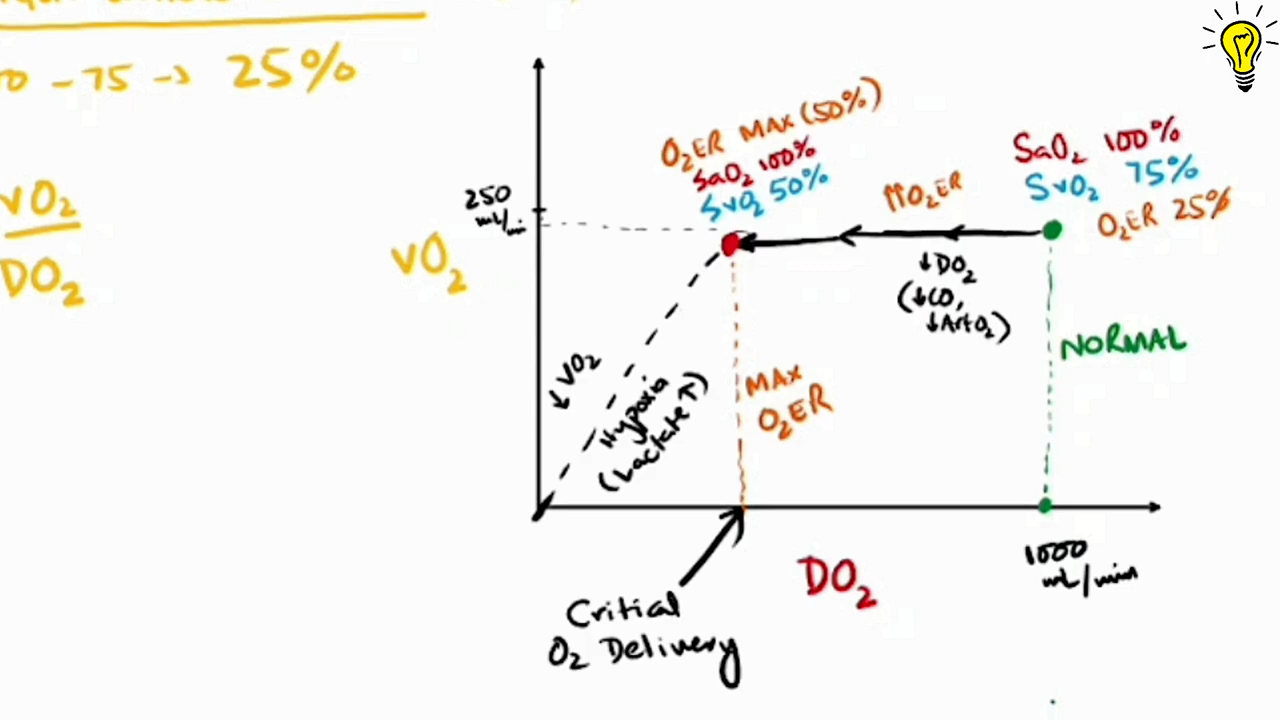 0 - 75 → 25%
VO₂
DO₂
O₂ER MAX (50%)
SaO₂ 100%
SvO₂ 50%
SaO₂ 100%
SvO₂ 75%
O₂ER 25%
↑↑O₂ER
250
mL/
VO₂
↓DO₂
(↓CO,
↓ArtO₂)
NORMAL
↓ VO₂
Hypoxia
(Lactate ↑)
MAX
O₂ER
1000
mL/min
DO₂
Critical
O₂ Delivery